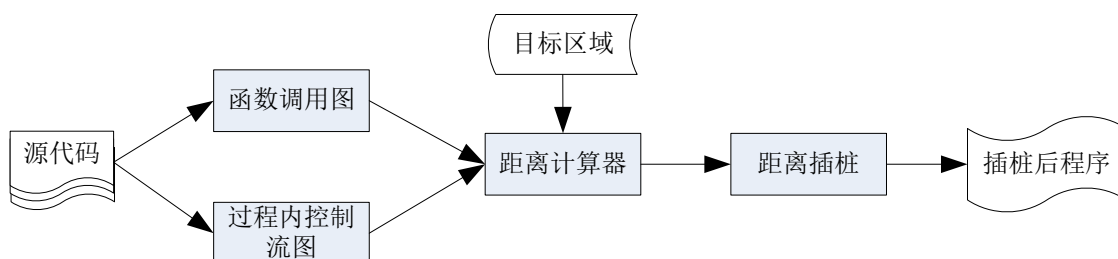 目标区域
函数调用图
源代码
距离计算器
距离插桩
插桩后程序
过程内控制
流图